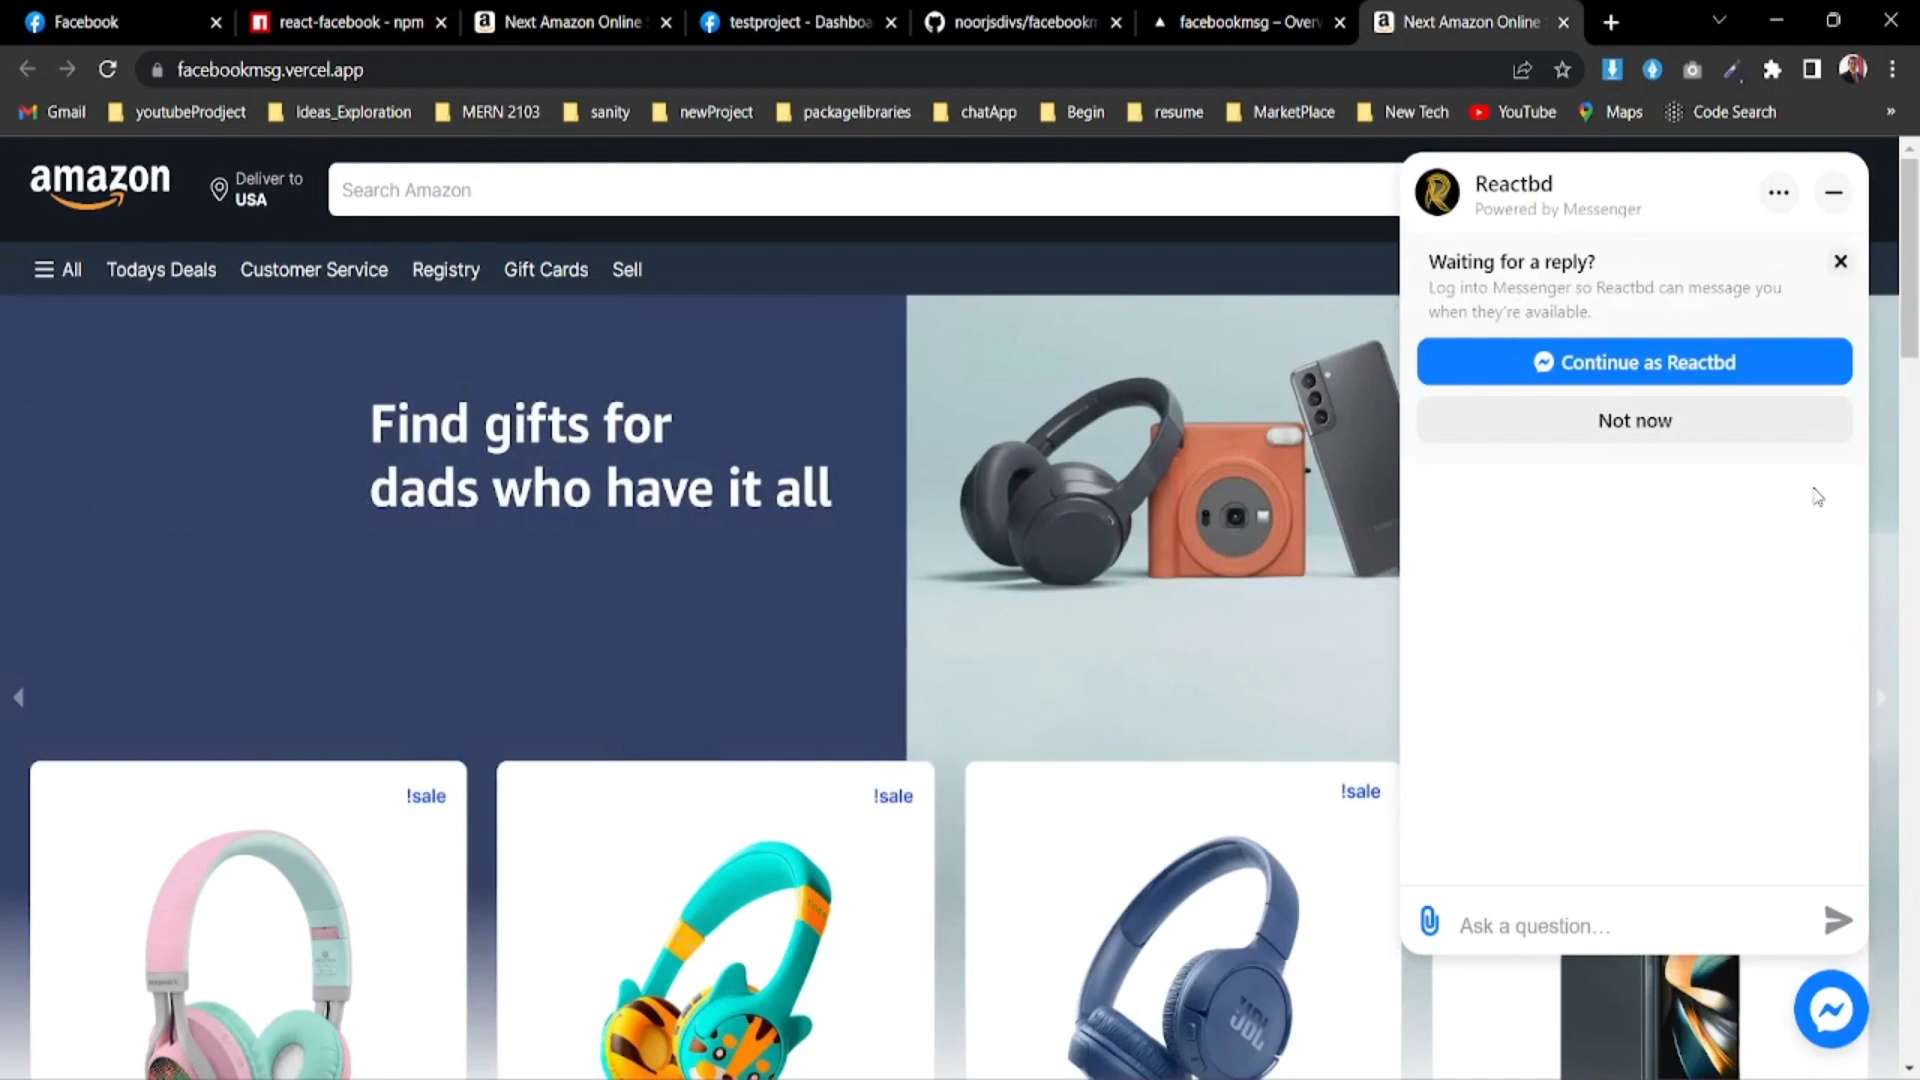 Facebook
react-facebook - npm
Next Amazon Online
testproject - Dashboa
noorjsdivs/facebookm
facebookmsg – Over
Next Amazon Online
facebookmsg.vercel.app
Gmail
youtubeProdject
Ideas_Exploration
MERN 2103
sanity
newProject
packagelibraries
chatApp
Begin
resume
MarketPlace
New Tech
YouTube
Maps
Code Search
»
amazon
Deliver to
USA
Search Amazon
All
Todays Deals
Customer Service
Registry
Gift Cards
Sell
Find gifts for
dads who have it all
!sale
!sale
!sale
JBL
Reactbd
Powered by Messenger
Waiting for a reply?
Log into Messenger so Reactbd can message you
when they're available.
Continue as Reactbd
Not now
Ask a question...